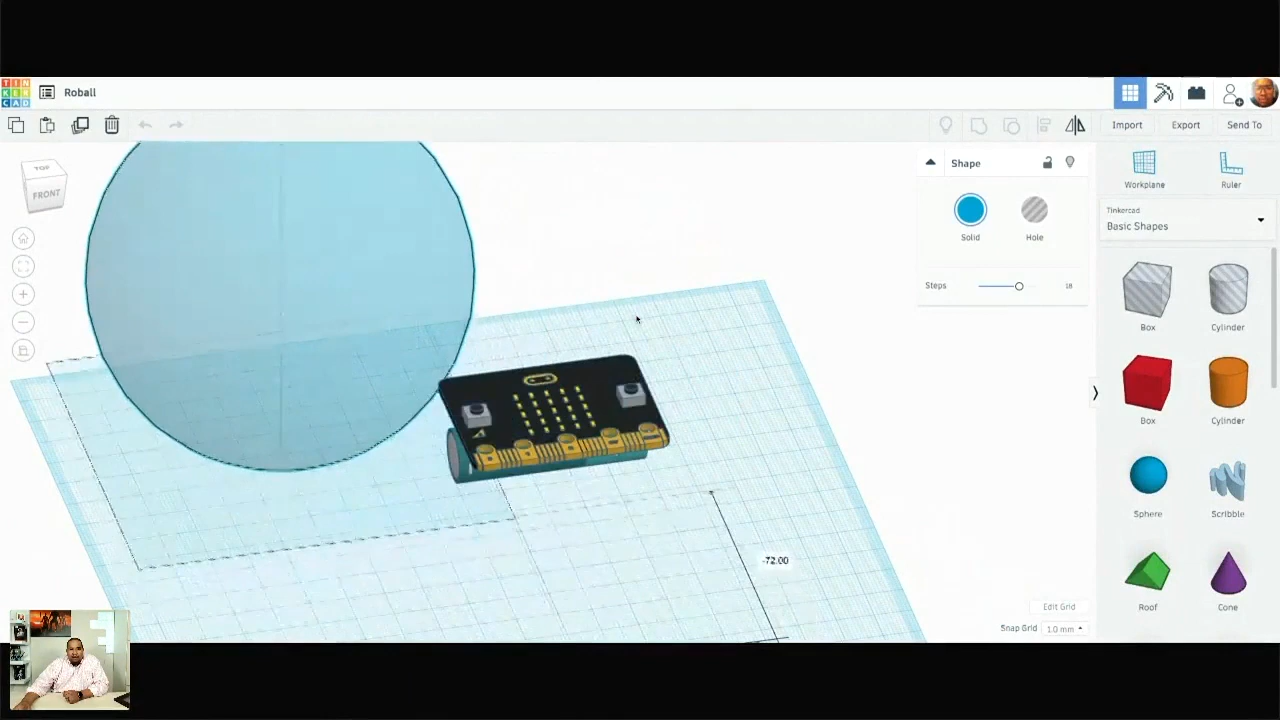 TIN
KER
CAD
Roball
Import
Export
Send To
TOP
FRONT
Shape
Solid
Hole
Steps
18
Workplane
Ruler
Tinkercad
Basic Shapes
Box
Cylinder
Box
Cylinder
Sphere
Scribble
Roof
Cone
-72.00
Edit Grid
Snap Grid
1.0 mm